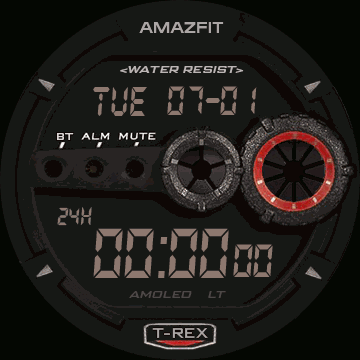 AMAZFIT
<WATER RESIST>
TUE 07-01
BT ALM MUTE
24H
00:00 00
AMOLED LT
T-REX